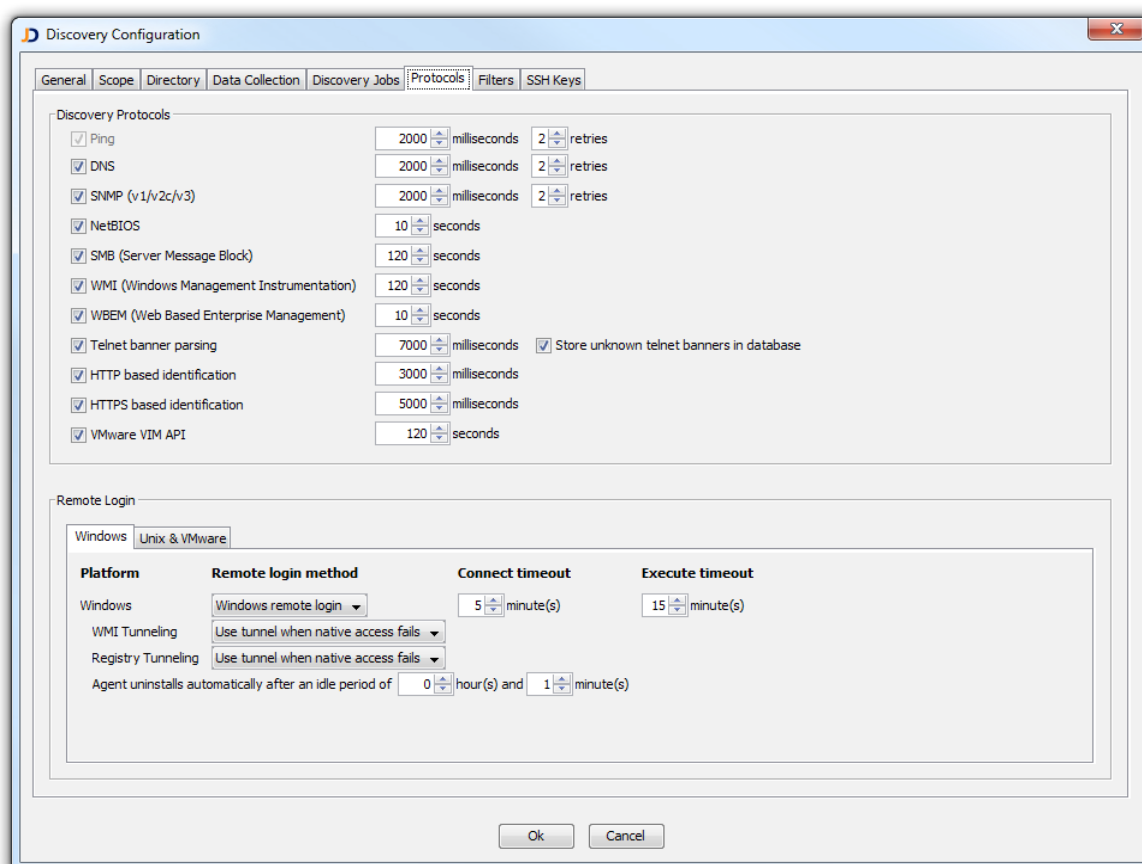 JD Discovery Configuration
General Scope Directory Data Collection Discovery Jobs Protocols Filters SSH Keys
Discovery Protocols
Ping 2000 milliseconds 2 retries
DNS 2000 milliseconds 2 retries
SNMP (v1/v2c/v3) 2000 milliseconds 2 retries
NetBIOS 10 seconds
SMB (Server Message Block) 120 seconds
WMI (Windows Management Instrumentation) 120 seconds
WBEM (Web Based Enterprise Management) 10 seconds
Telnet banner parsing 7000 milliseconds Store unknown telnet banners in database
HTTP based identification 3000 milliseconds
HTTPS based identification 5000 milliseconds
VMware VIM API 120 seconds
Remote Login
Windows Unix & VMware
Platform Remote login method Connect timeout Execute timeout
Windows Windows remote login 5 minute(s) 15 minute(s)
WMI Tunneling Use tunnel when native access fails
Registry Tunneling Use tunnel when native access fails
Agent uninstalls automatically after an idle period of 0 hour(s) and 1 minute(s)
Ok Cancel